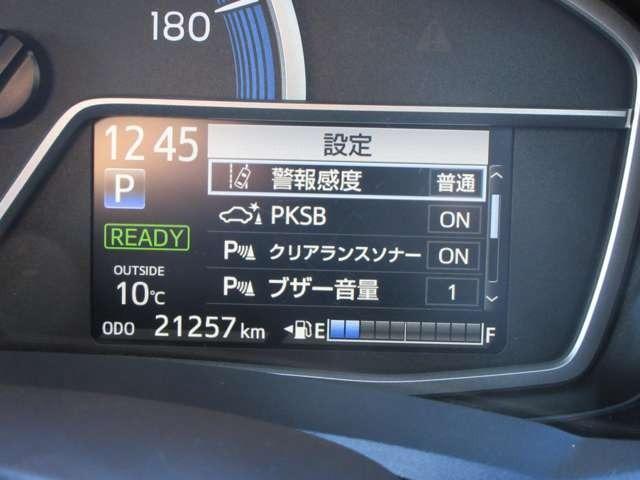 180
12 45
設定
警報感度 普通
P
PKSB ON
READY
P クリアランスソナー ON
OUTSIDE
10℃
P ブザー音量 1
ODO 21257 km
E F